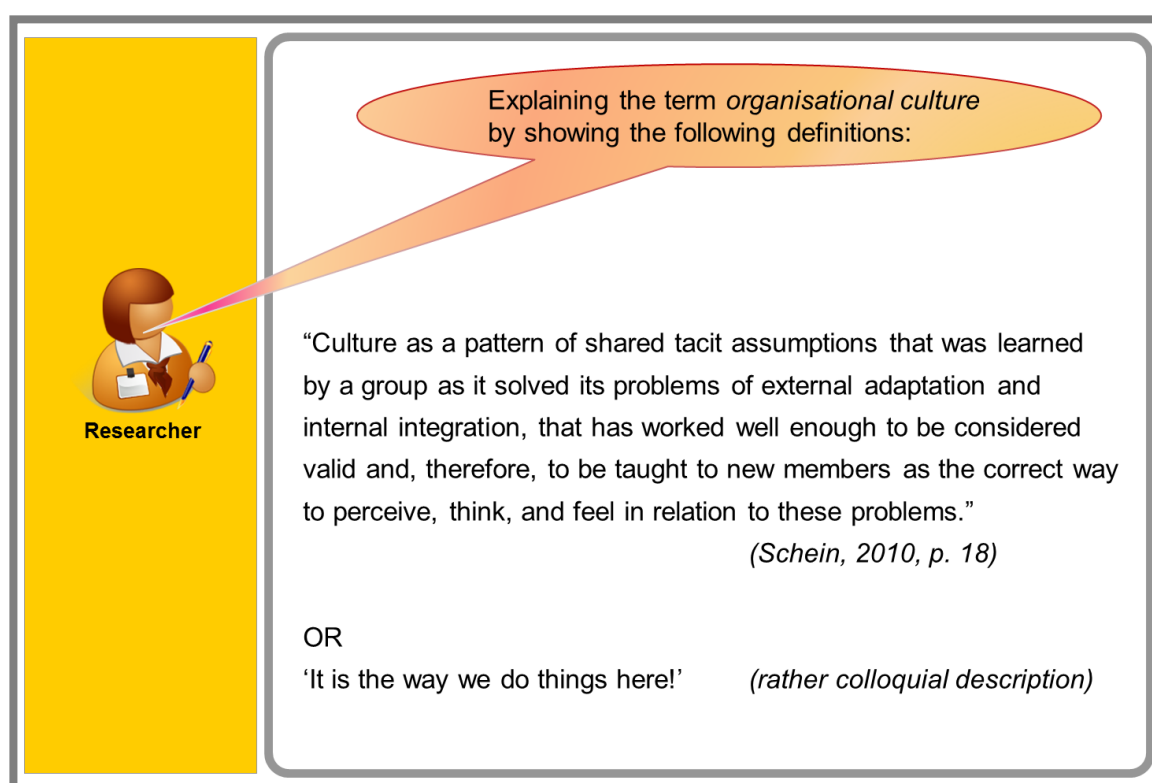 Explaining the term organisational culture
by showing the following definitions:
Researcher
“Culture as a pattern of shared tacit assumptions that was learned
by a group as it solved its problems of external adaptation and
internal integration, that has worked well enough to be considered
valid and, therefore, to be taught to new members as the correct way
to perceive, think, and feel in relation to these problems.”
(Schein, 2010, p. 18)
OR
‘It is the way we do things here!’ (rather colloquial description)